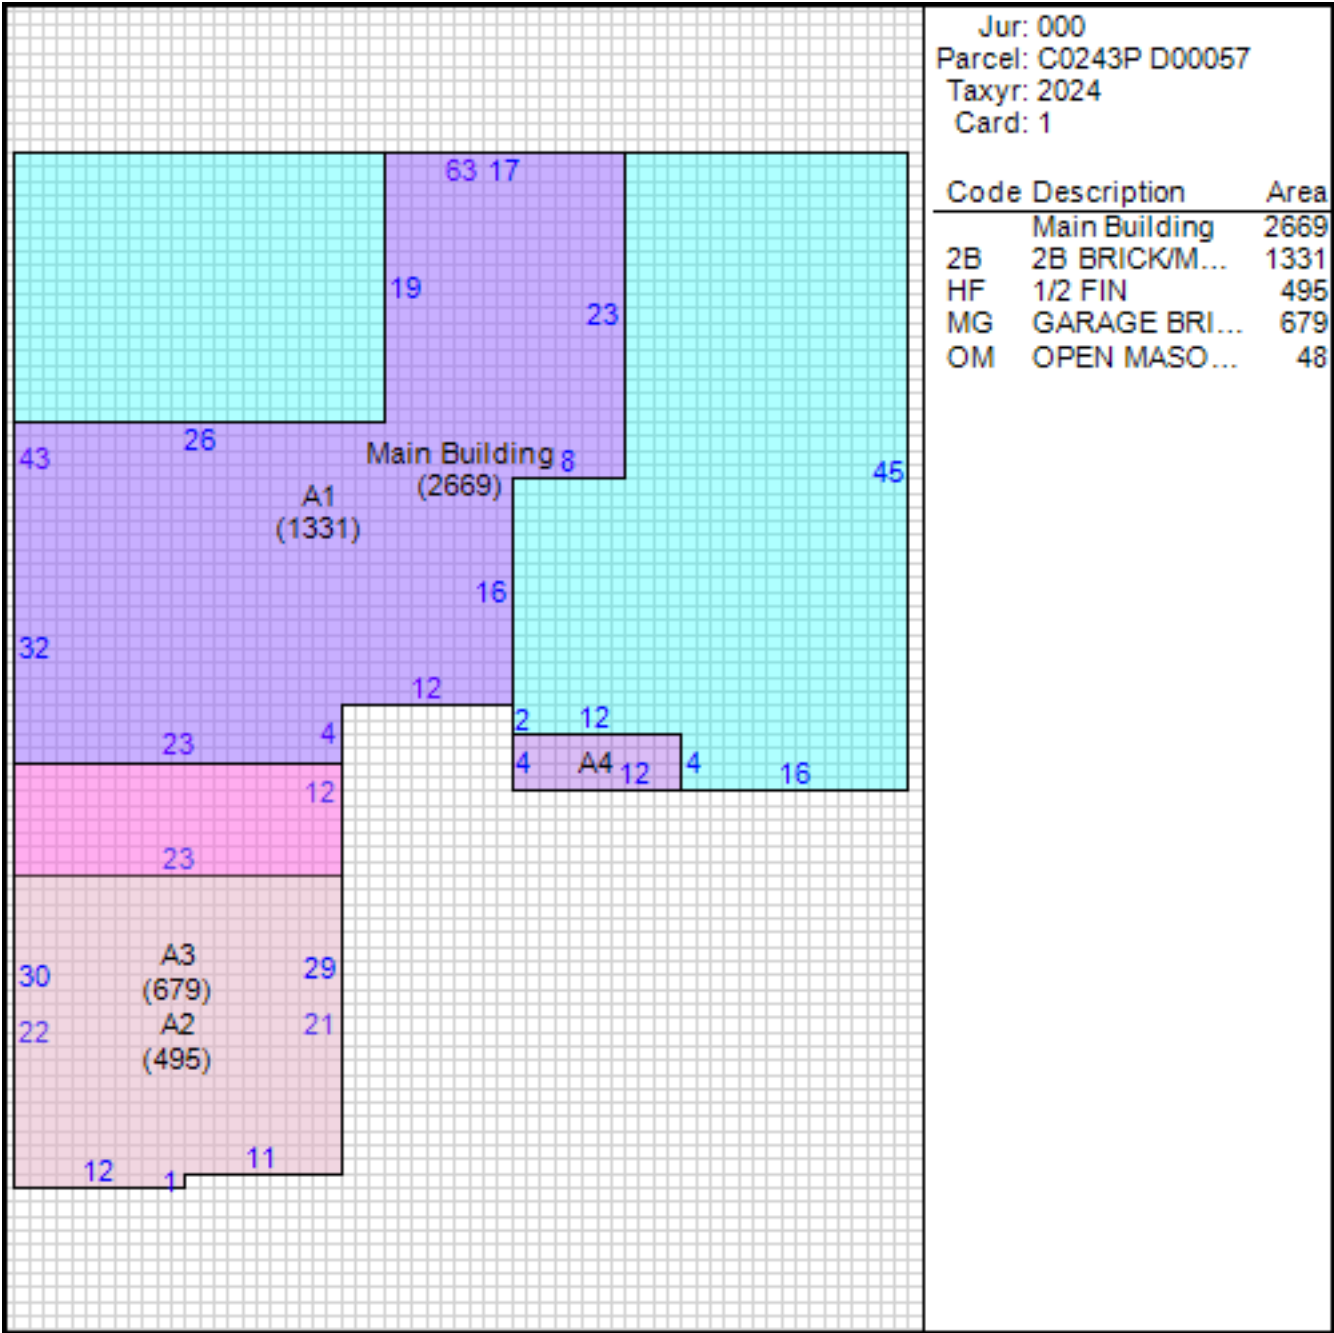 Jur: 000
Parcel: C0243P D00057
Taxyr: 2024
Card: 1
Code Description Area
Main Building 2669
2B 2B BRICK/M... 1331
HF 1/2 FIN 495
MG GARAGE BRI... 679
OM OPEN MASO... 48
63 17
19
23
26
43
Main Building 8
(2669)
45
A1
(1331)
16
32
12
2 12
4
23
4 A4 12 4 16
12
23
A3
(679)
30 29
A2
(495)
22 21
11
12 1